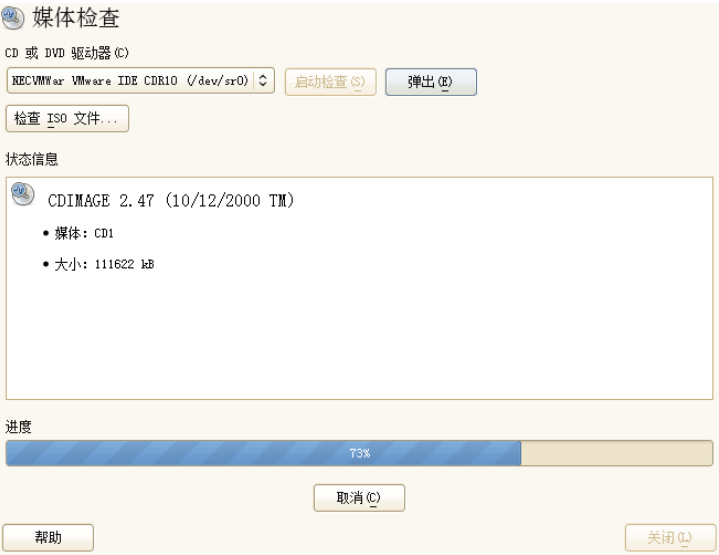 媒体检查
CD 或 DVD 驱动器(C)
NECVMWar VMware IDE CDR10 (/dev/sr0) 启动检查(S) 弹出(E)
检查 ISO 文件...
状态信息
CDIMAGE 2.47 (10/12/2000 TM)
• 媒体: CD1
• 大小: 111622 kB
进度
73%
取消(C)
帮助 关闭(L)